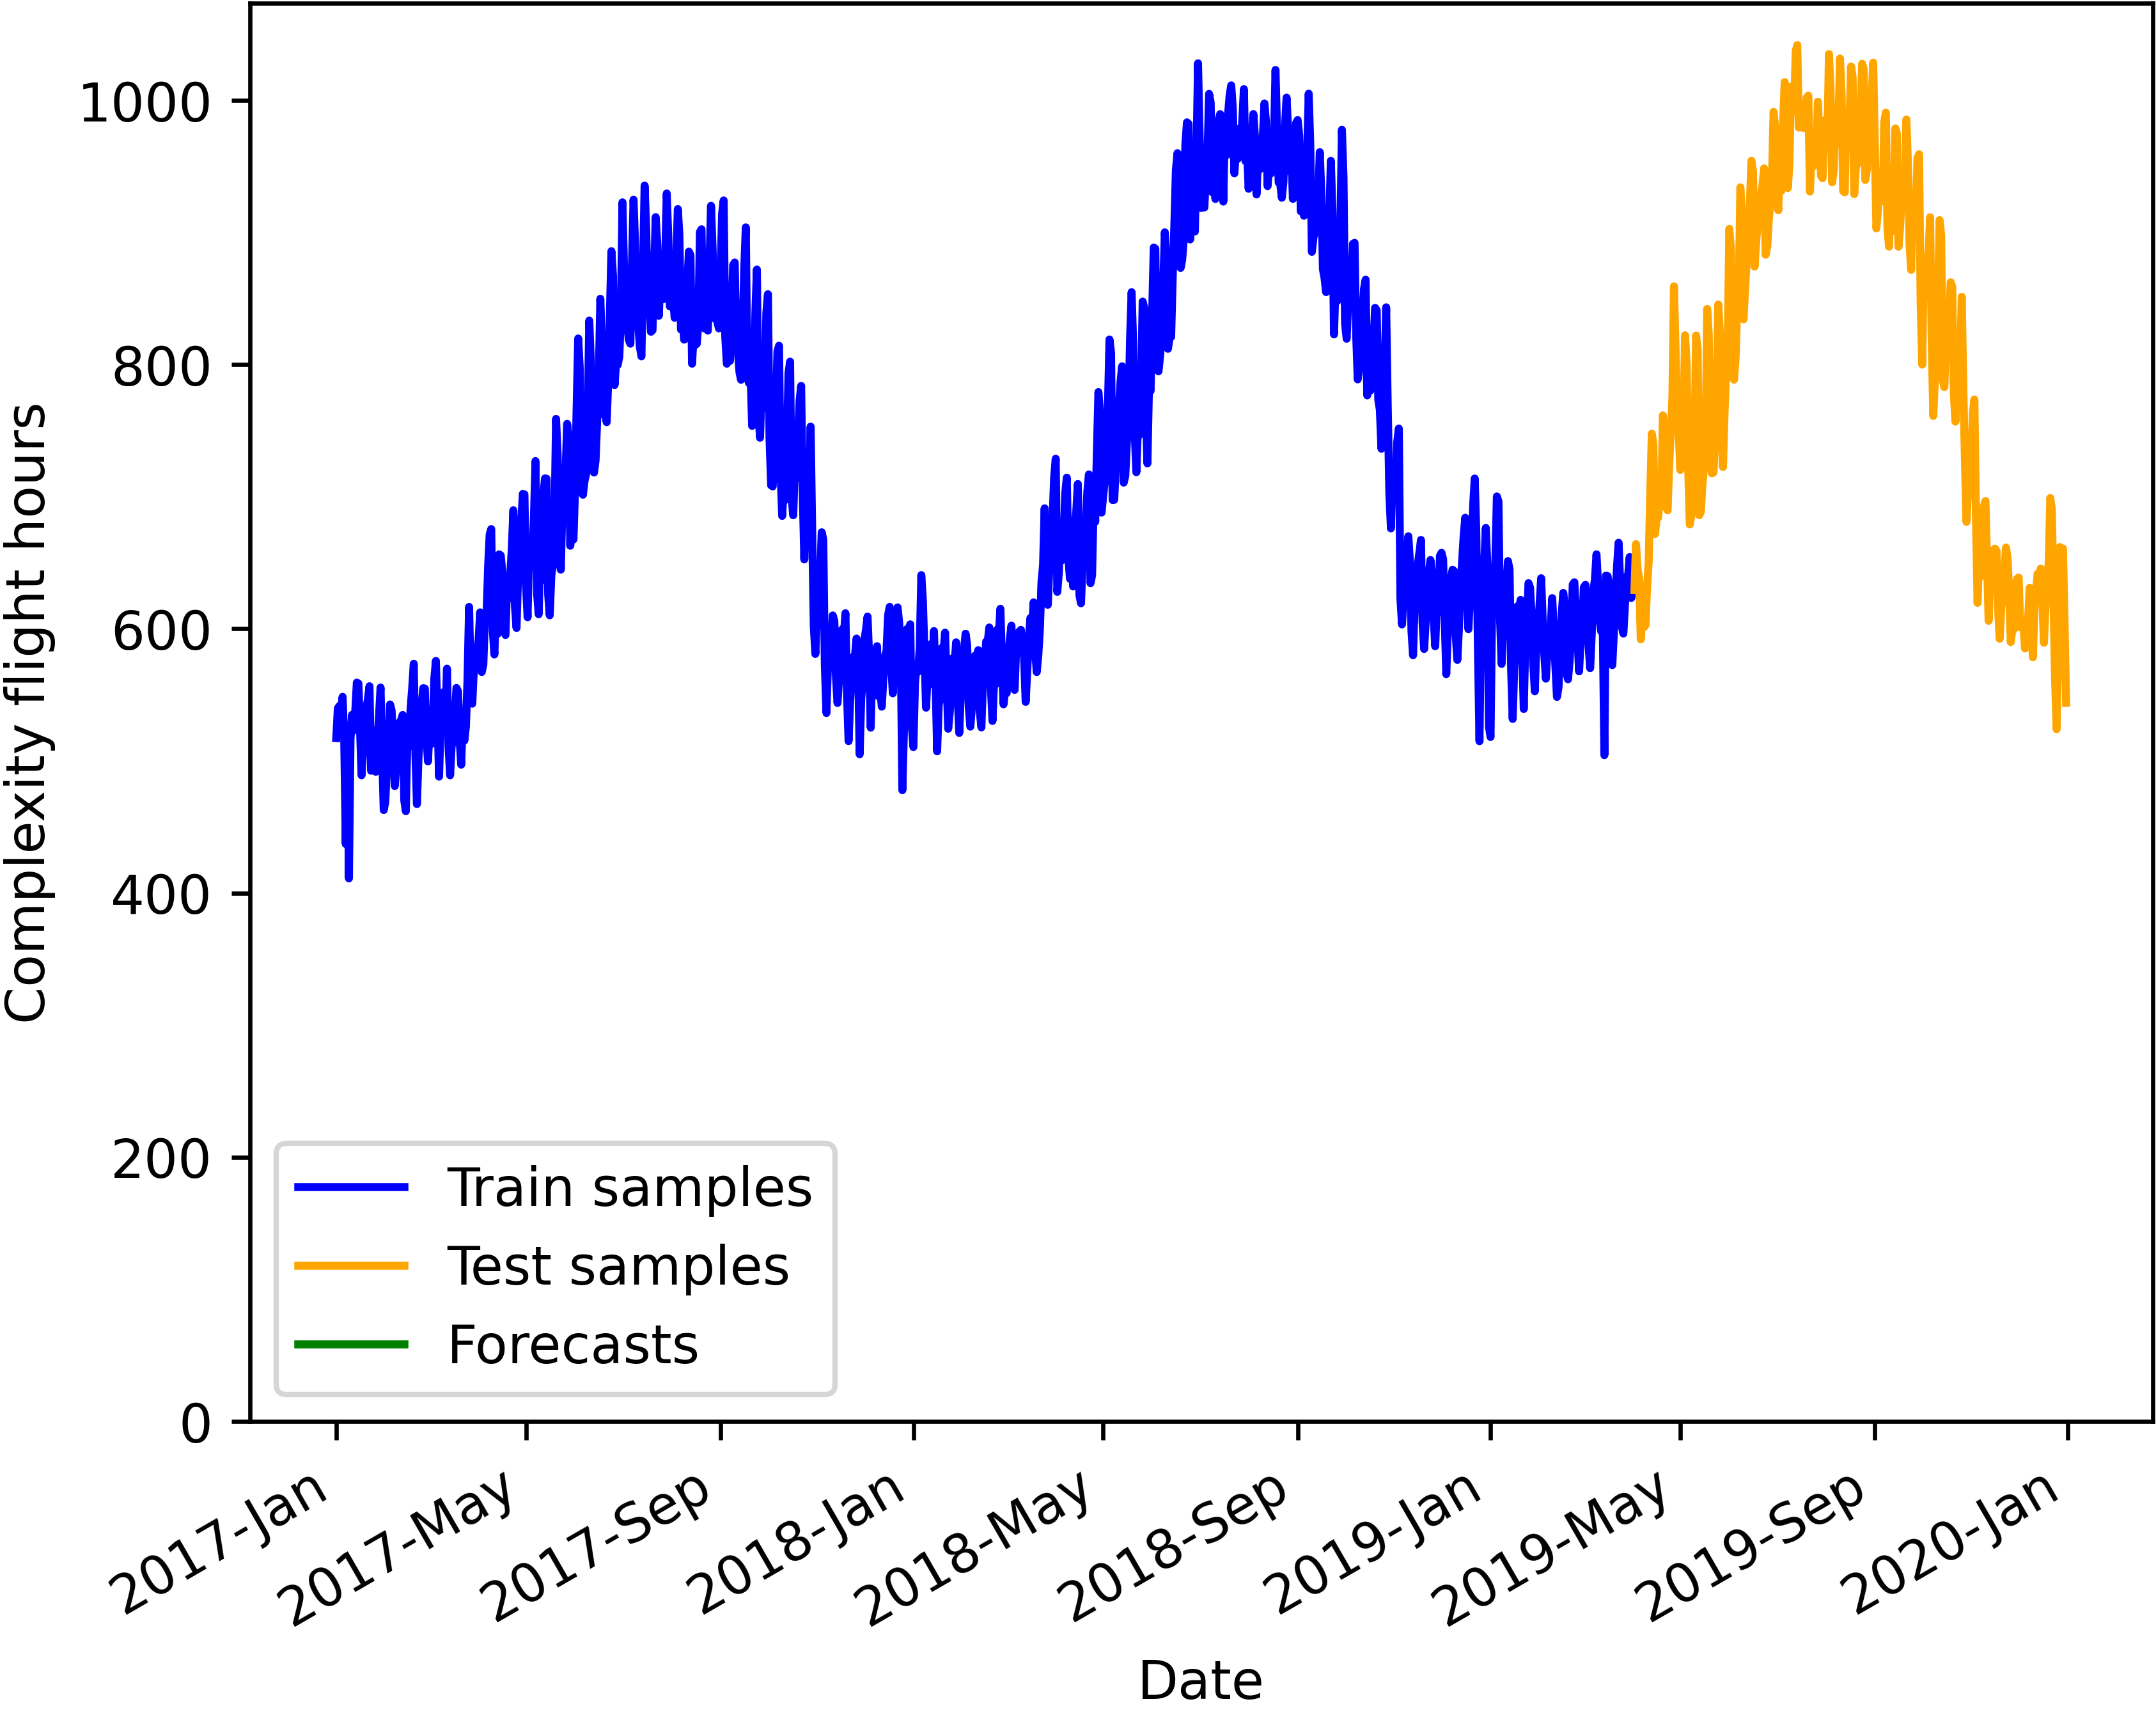 Complexity flight hours
1000
800
600
400
200
0
Train samples
Test samples
Forecasts
2017-Jan
2017-May
2017-Sep
2018-Jan
2018-May
2018-Sep
2019-Jan
2019-May
2019-Sep
2020-Jan
Date